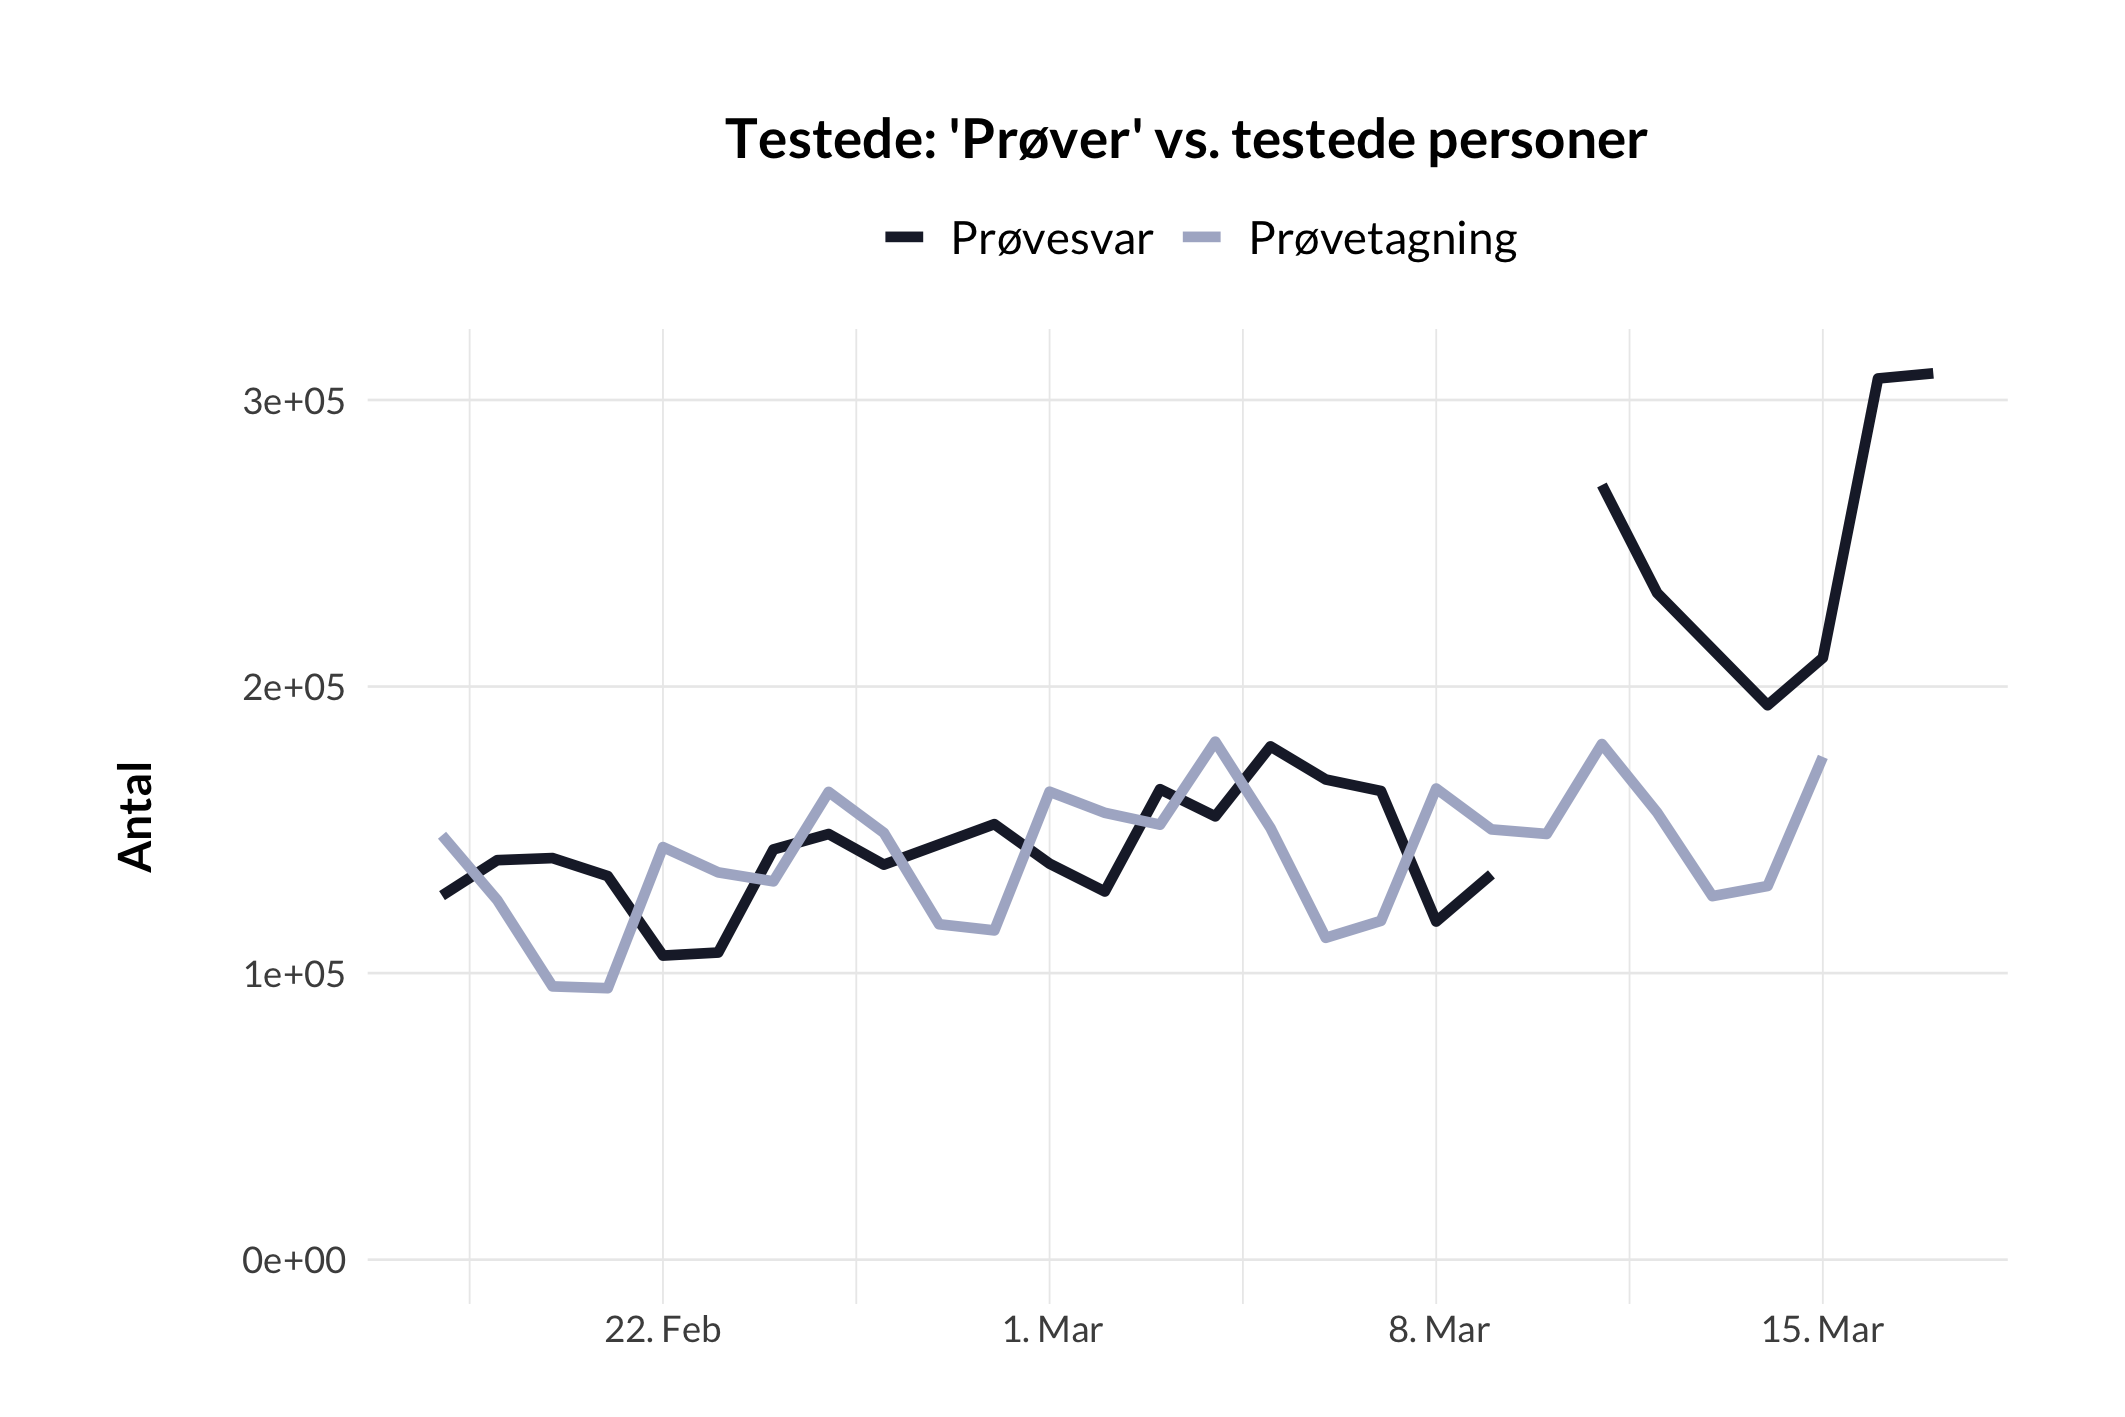 Testede: 'Prøver' vs. testede personer
Prøvesvar Prøvetagning
Antal
3e+05
2e+05
1e+05
0e+00
22. Feb 1. Mar 8. Mar 15. Mar